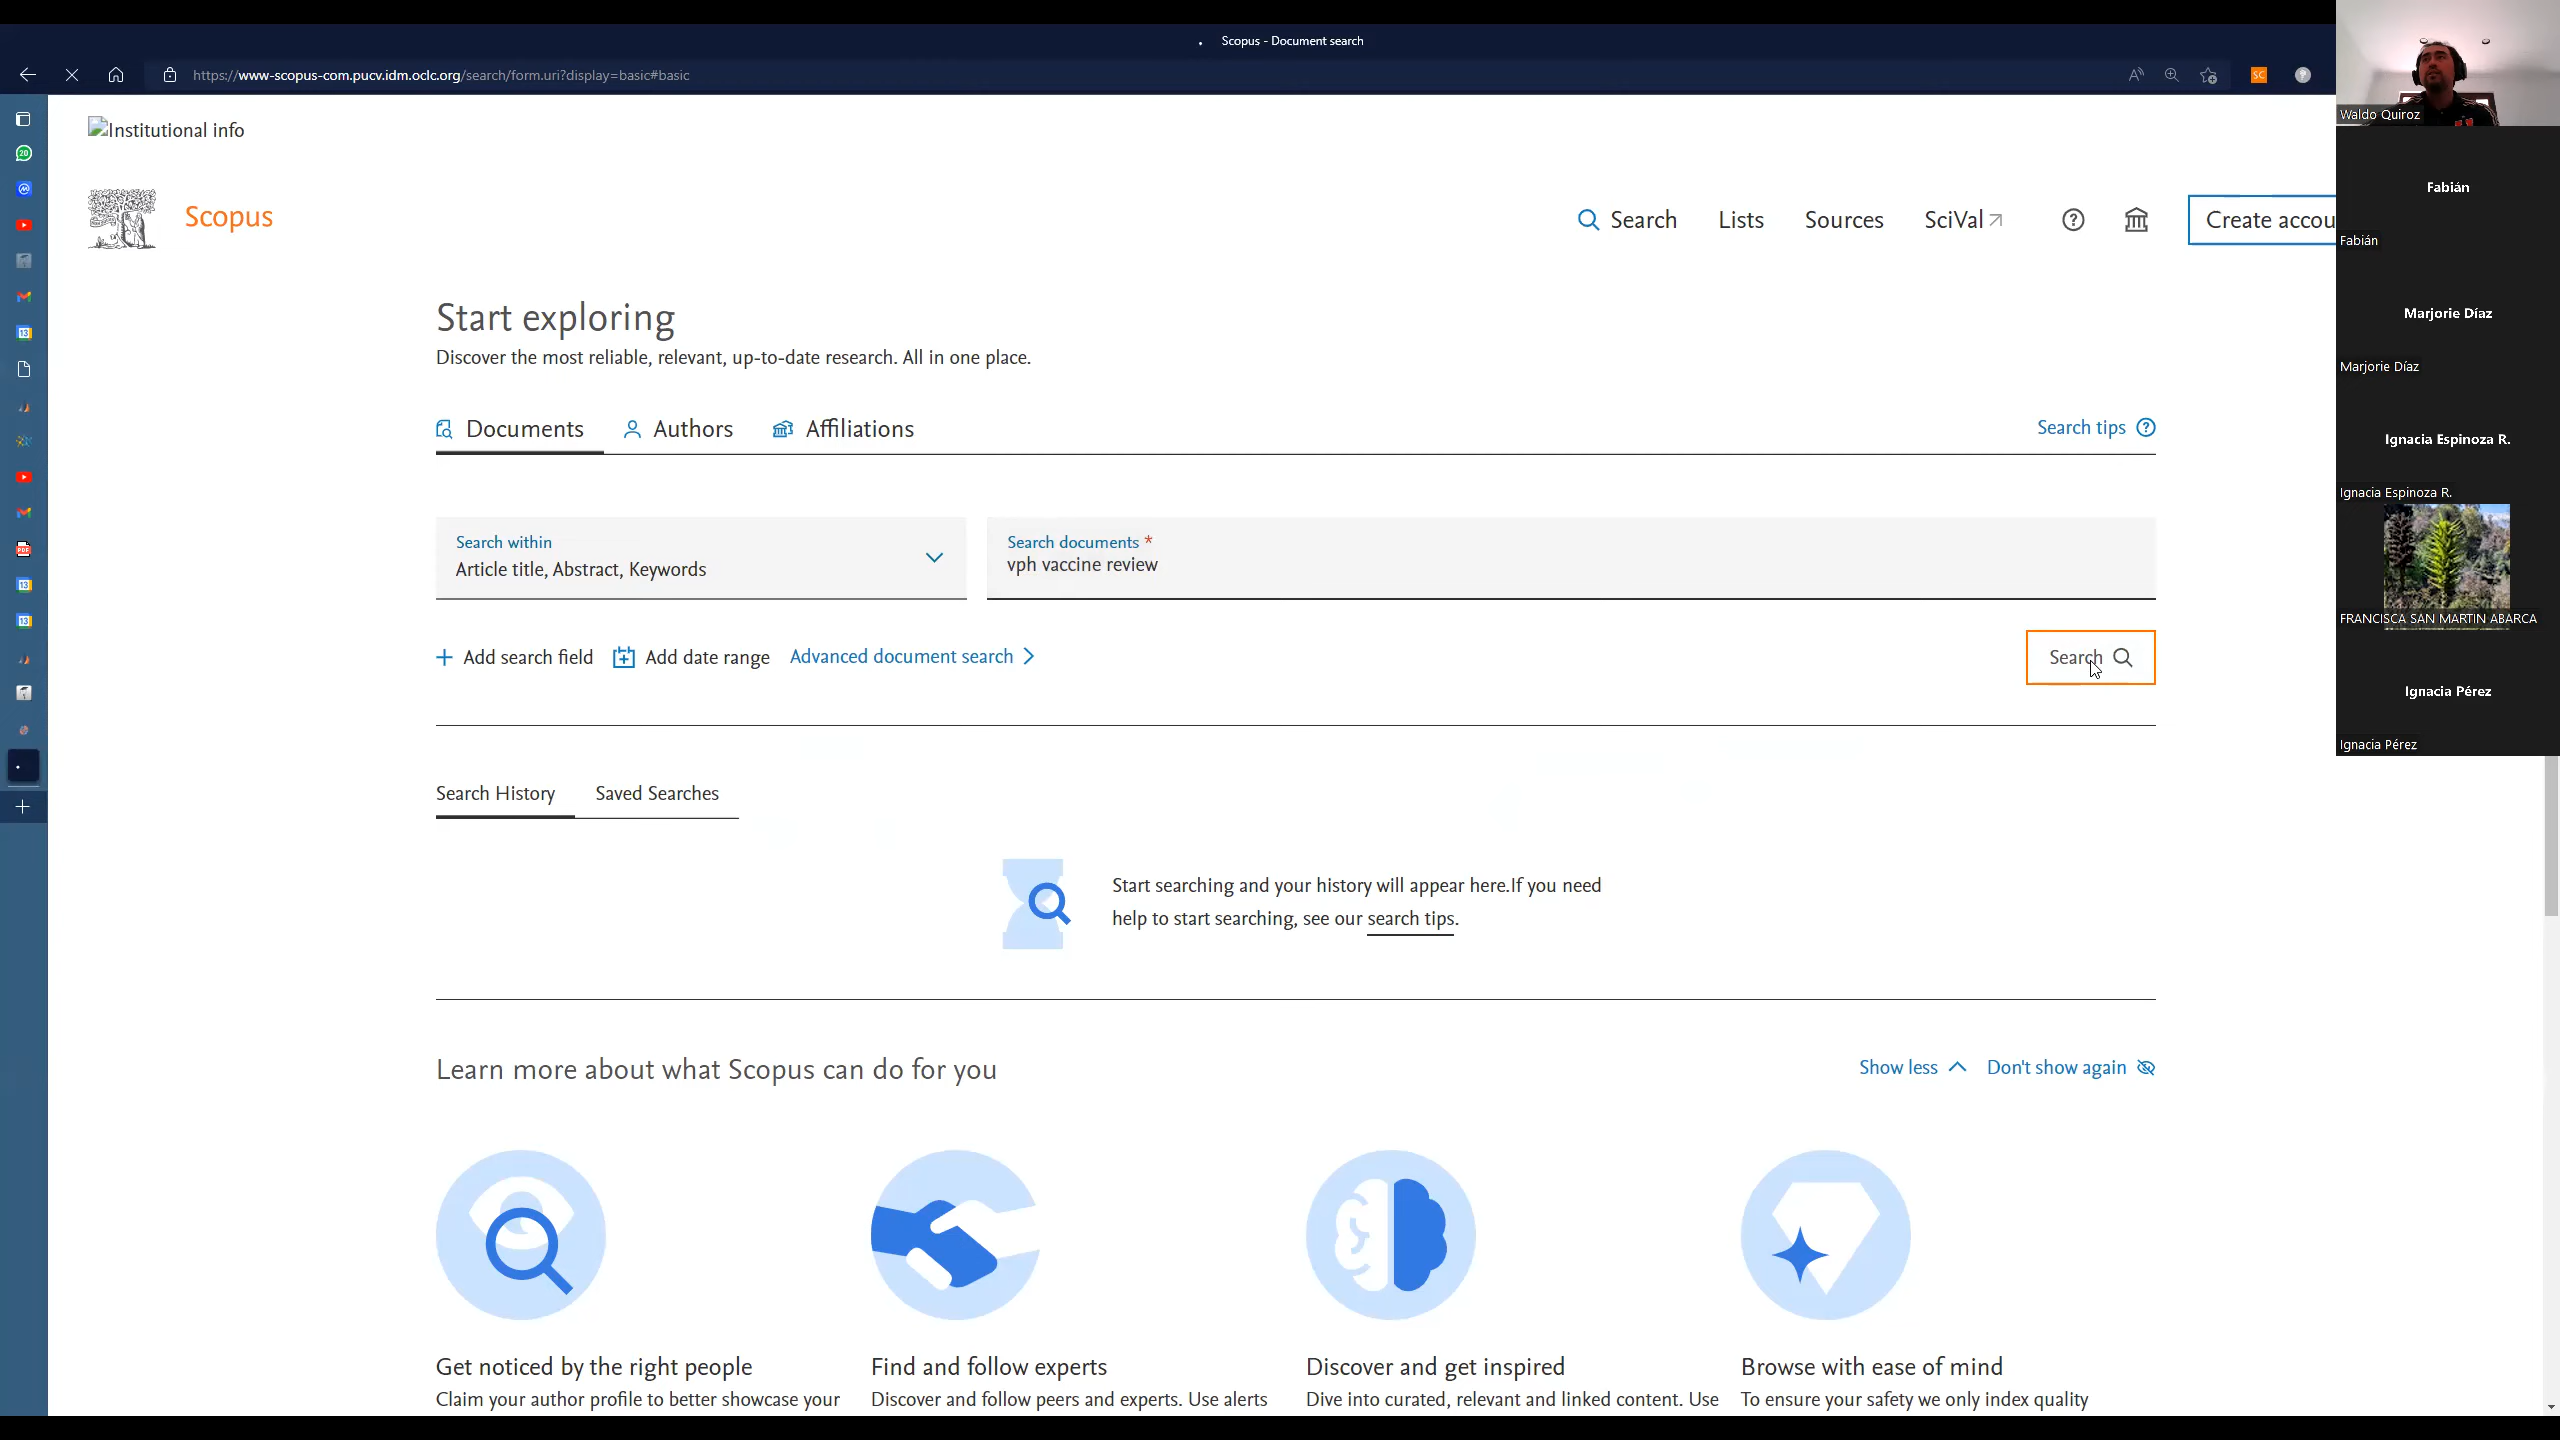 Scopus - Document search
https://www-scopus-com.pucv.idm.oclc.org/search/form.uri?display=basic#basic
SC
Institutional info
Scopus
Search
Lists
Sources
SciVal
Create accou
Start exploring
Discover the most reliable, relevant, up-to-date research. All in one place.
Documents
Authors
Affiliations
Search tips
Search within
Article title, Abstract, Keywords
Search documents *
vph vaccine review
Add search field
Add date range
Advanced document search
Search
Search History
Saved Searches
Start searching and your history will appear here.If you need
help to start searching, see our search tips.
Learn more about what Scopus can do for you
Show less
Don't show again
Get noticed by the right people
Claim your author profile to better showcase your
Find and follow experts
Discover and follow peers and experts. Use alerts
Discover and get inspired
Dive into curated, relevant and linked content. Use
Browse with ease of mind
To ensure your safety we only index quality
Waldo Quiroz
Fabián
Fabián
Marjorie Díaz
Marjorie Díaz
Ignacia Espinoza R.
Ignacia Espinoza R.
FRANCISCA SAN MARTIN ABARCA
Ignacia Pérez
Ignacia Pérez